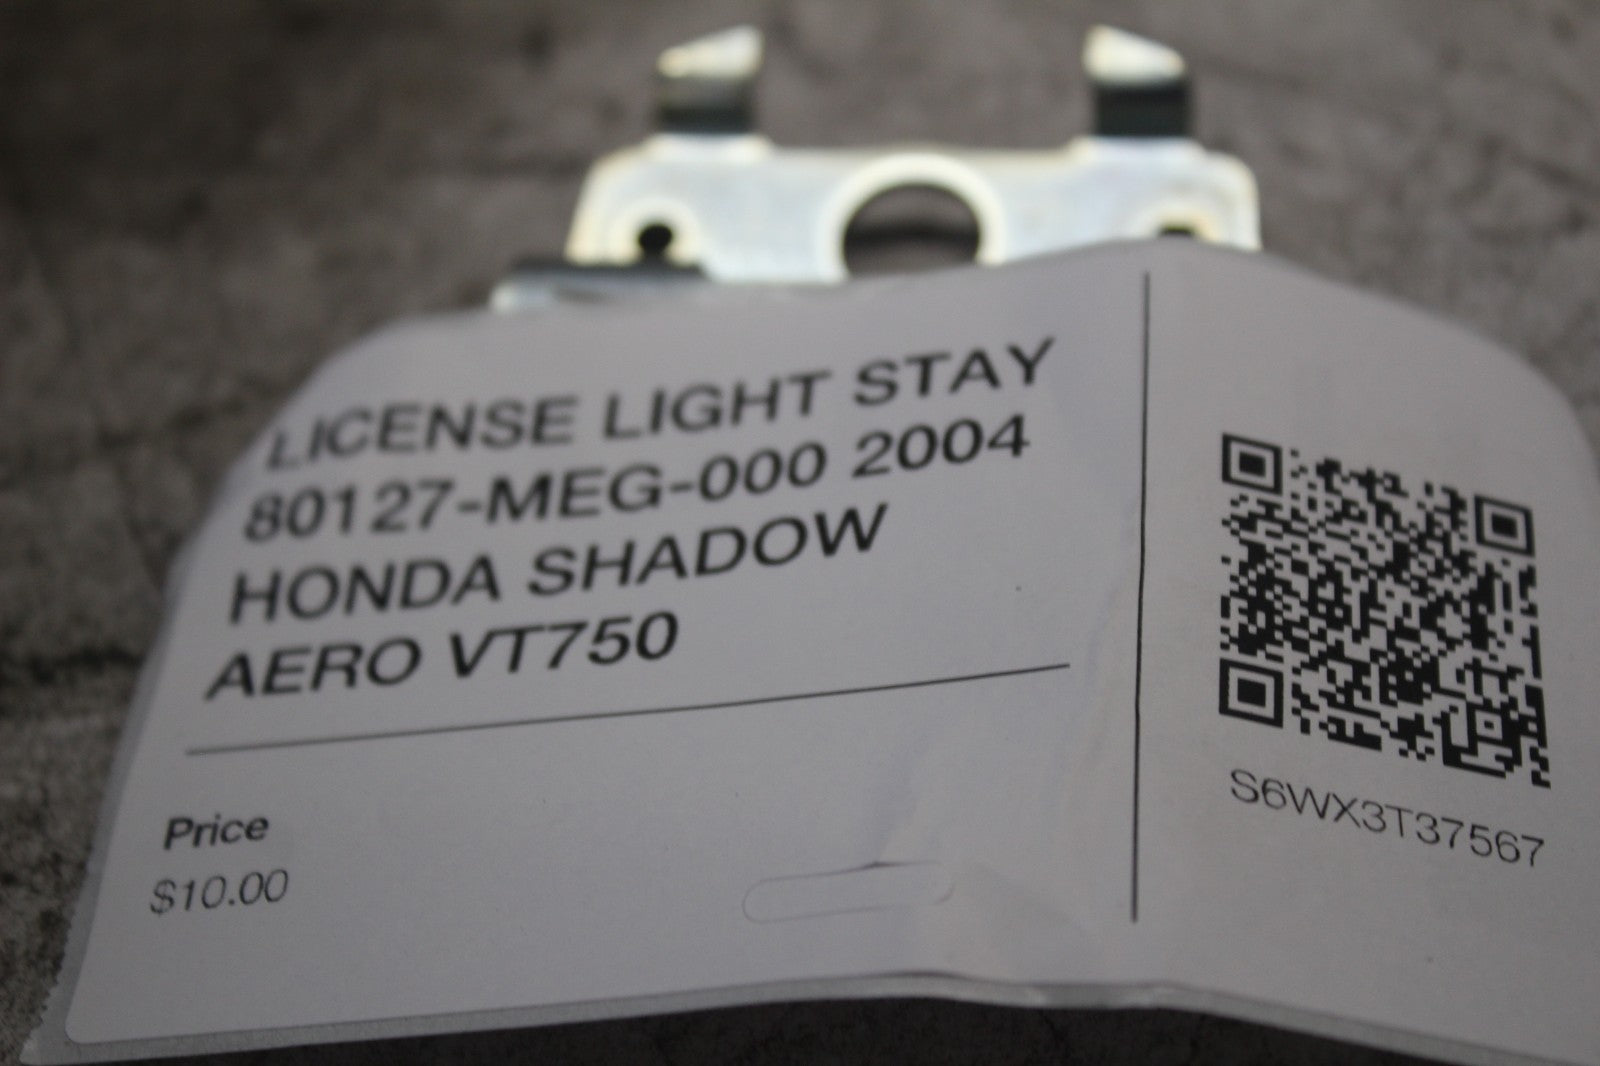 LICENSE LIGHT STAY
80127-MEG-000 2004
HONDA SHADOW
AERO VT750
Price
$10.00
S6WX3T37567